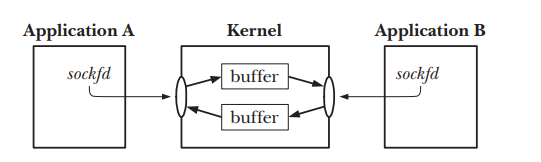 Application A Kernel Application B
sockfd buffer sockfd
buffer